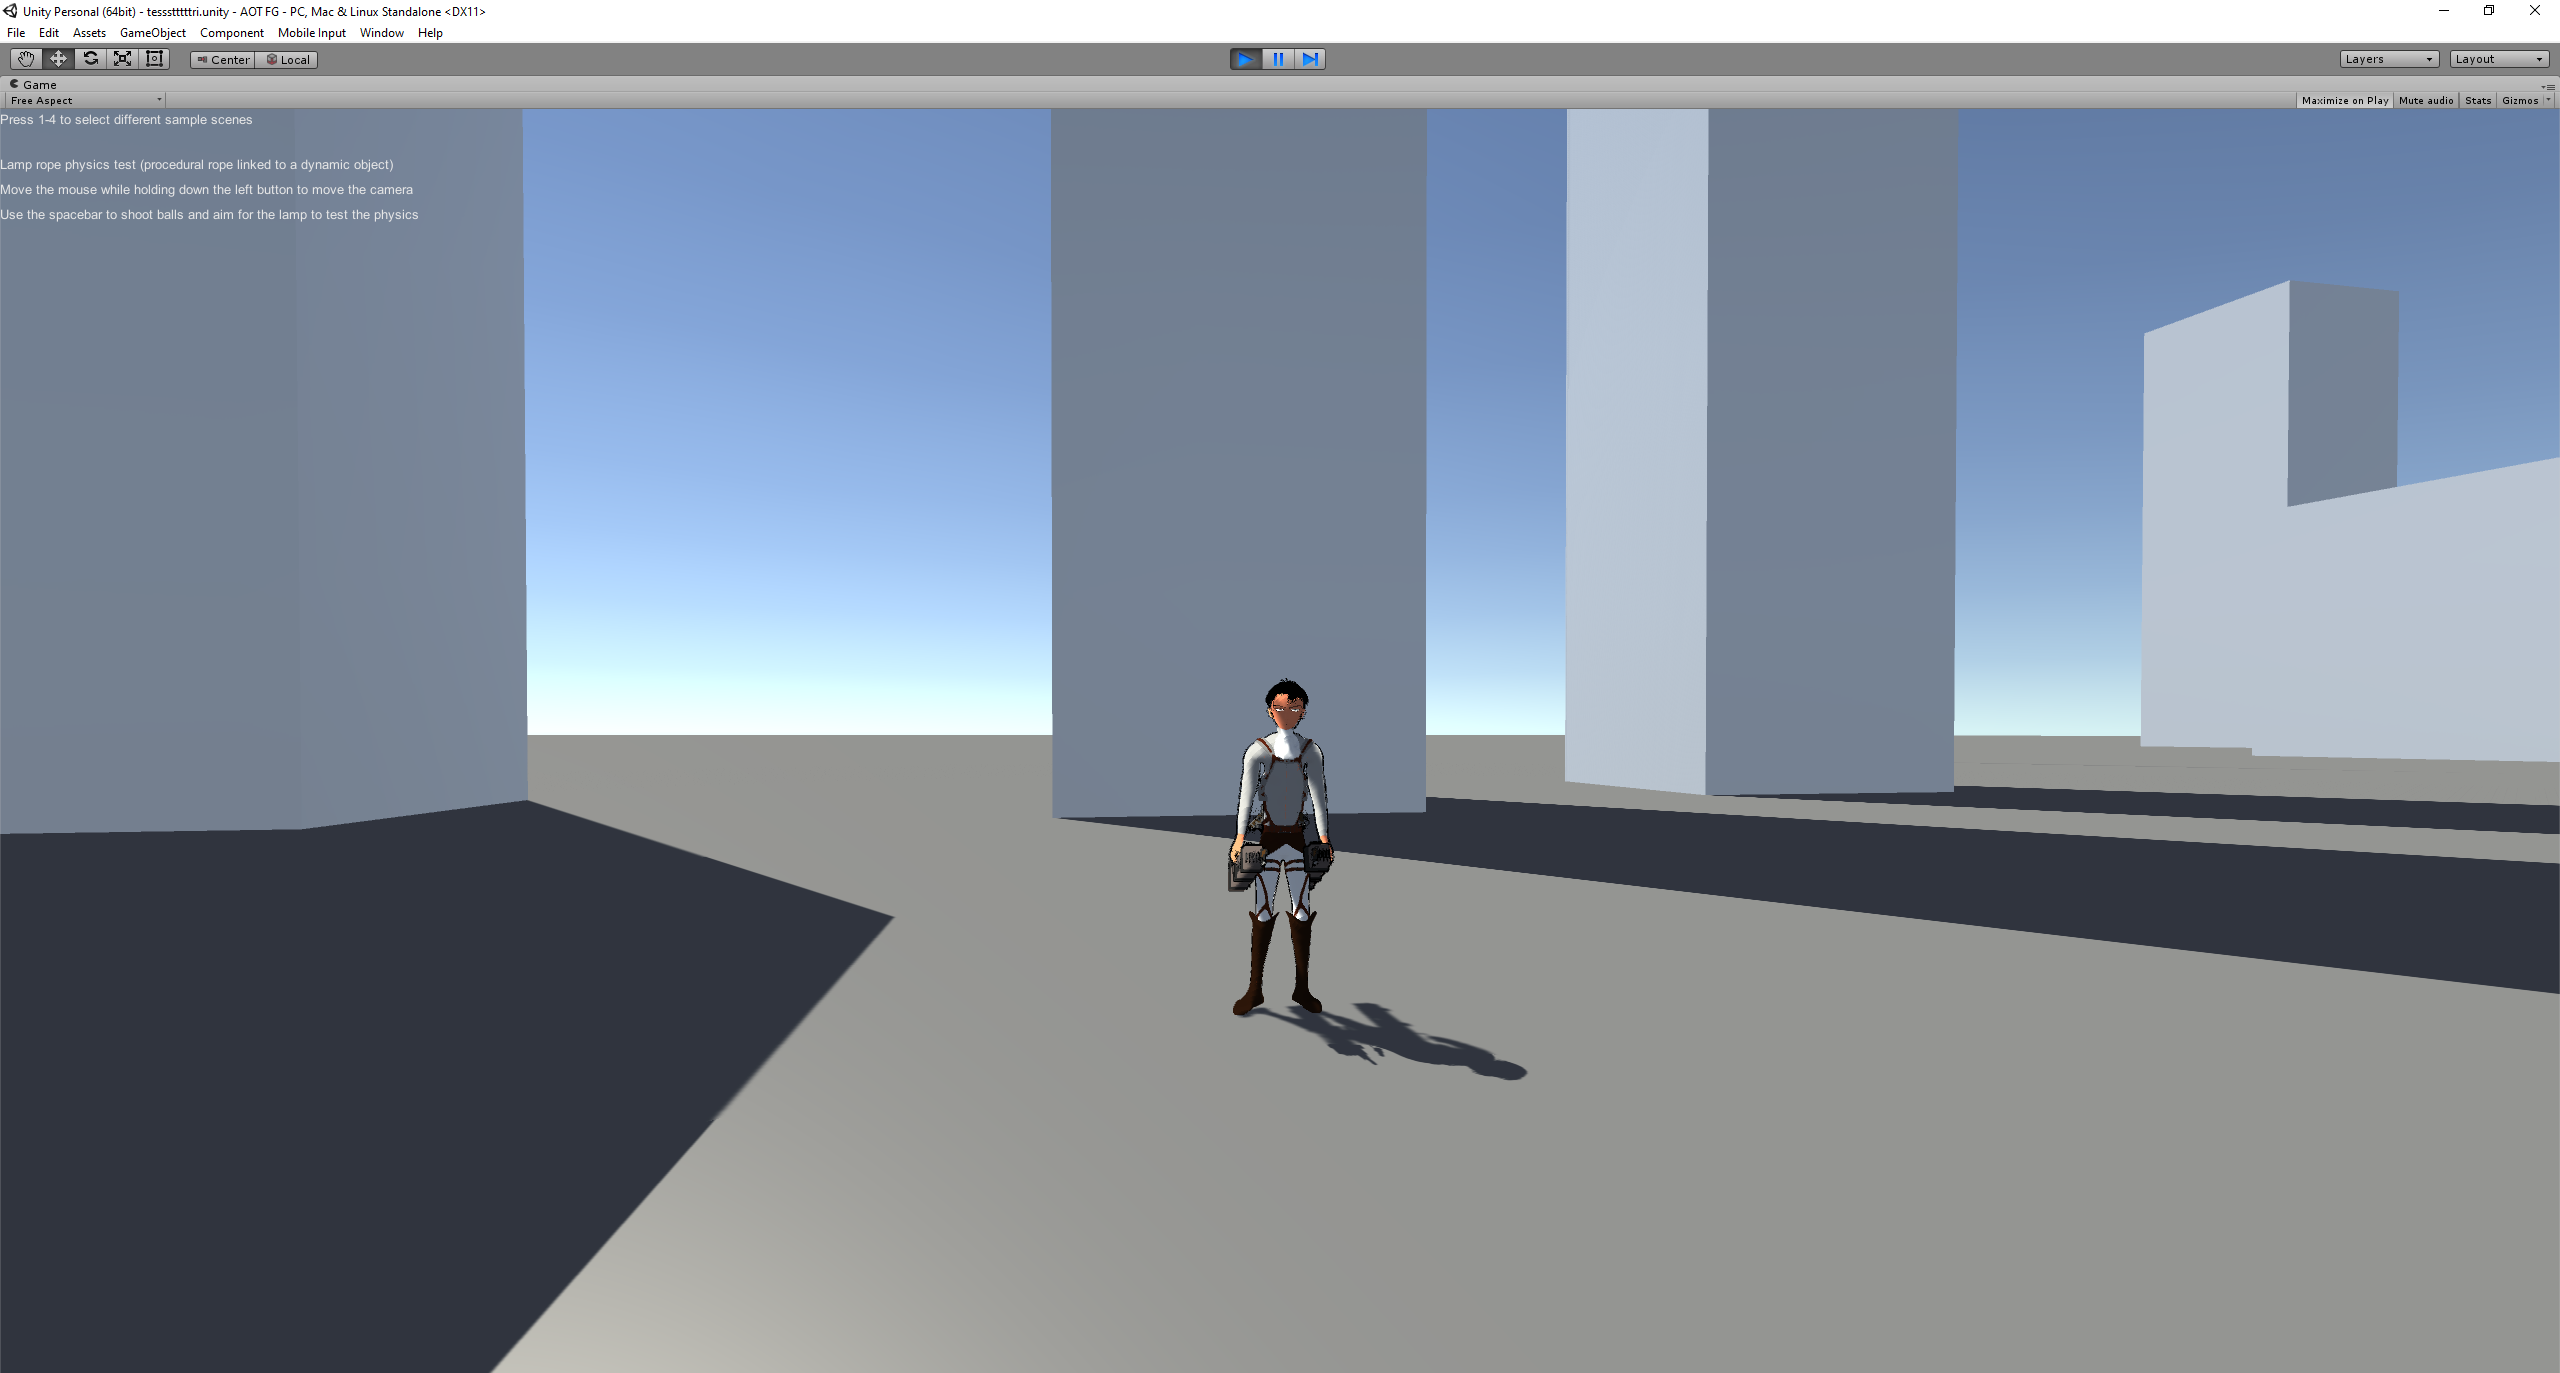 Unity Personal (64bit) - tesssttttttri.unity - AOT FG - PC, Mac & Linux Standalone <DX11>
File Edit Assets GameObject Component Mobile Input Window Help
Center Local Layers Layout
Game
Free Aspect Maximize on Play Mute audio Stats Gizmos
Press 1-4 to select different sample scenes
Lamp rope physics test (procedural rope linked to a dynamic object)
Move the mouse while holding down the left button to move the camera
Use the spacebar to shoot balls and aim for the lamp to test the physics